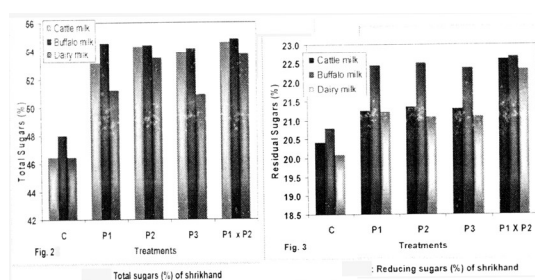 56
54
52
50
48
46
44
42
Total Sugars (%)
Cattle milk
Buffalo milk
Dairy milk
C P1 P2 P3 P1 x P2
Fig. 2
Treatments
Total sugars (%) of shrikhand
23.0
22.5
22.0
21.5
21.0
20.5
20.0
19.5
19.0
18.5
Residual Sugars (%)
Cattle milk
Buffalo milk
Dairy milk
C P1 P2 P3 P1 X P2
Fig. 3
Treatments
: Reducing sugars (%) of shrikhand